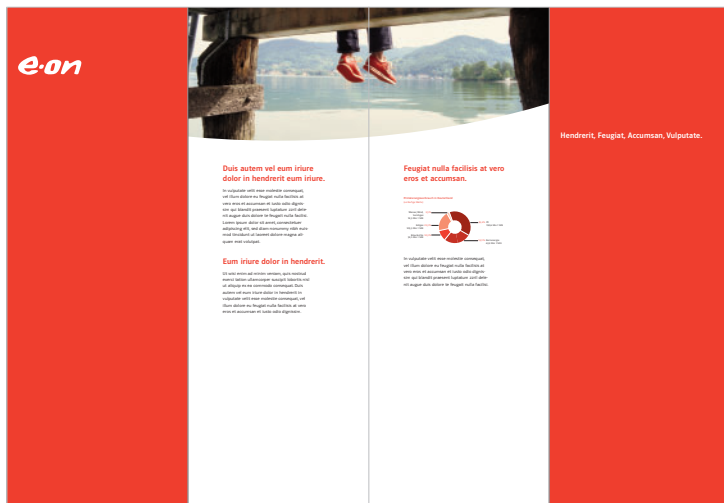 e·on
Duis autem vel eum iriure
dolor in hendrerit eum iriure.
In vulputate velit esse molestie consequat,
vel illum dolore eu feugiat nulla facilisis at
vero eros et accumsan et iusto odio dignis-
sim qui blandit praesent luptatum zzril dele-
nit augue duis dolore te feugait nulla facilisi.
Lorem ipsum dolor sit amet, consectetuer
adipiscing elit, sed diam nonummy nibh euis
mod tincidunt ut laoreet dolore magna ali-
quam erat volutpat.
Eum iriure dolor in hendrerit.
Ut wisi enim ad minim veniam, quis nostrud
exerci tation ullamcorper suscipit lobortis nisl
ut aliquip ex ea commodo consequat. Duis
autem vel eum iriure dolor in hendrerit in
vulputate velit esse molestie consequat, vel
illum dolore eu feugiat nulla facilisis at vero
eros et accumsan et iusto odio dignissim.
Feugiat nulla facilisis at vero
eros et accumsan.
In vulputate velit esse molestie consequat,
vel illum dolore eu feugiat nulla facilisis at
vero eros et accumsan et iusto odio dignis-
sim qui blandit praesent luptatum zzril dele-
nit augue duis dolore te feugait nulla facilisi.
Hendrerit, Feugiat, Accumsan, Vulputate.